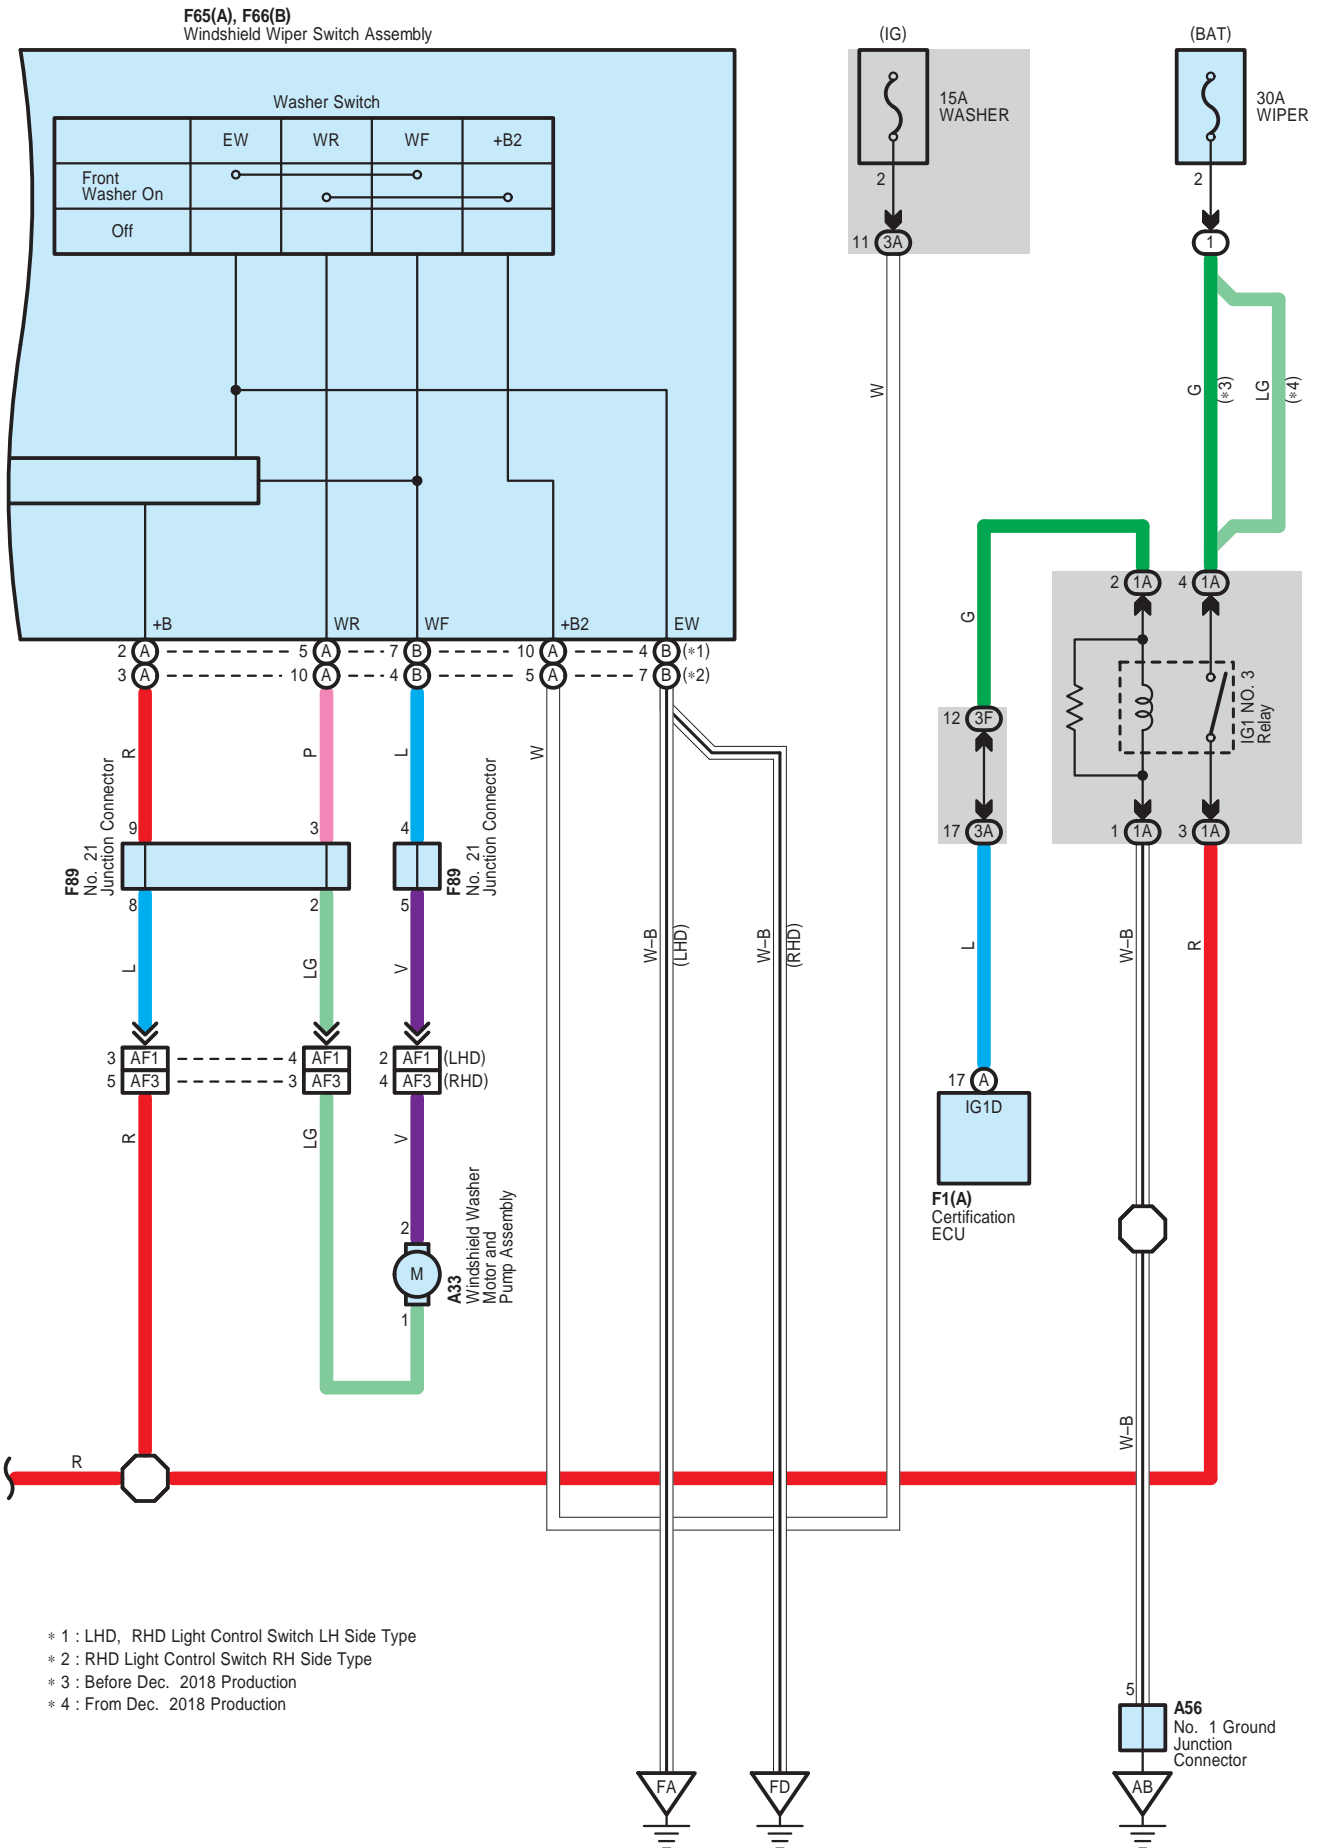 F65(A), F66(B)
Windshield Wiper Switch Assembly
Washer Switch
EW WR WF +B2
Front
Washer On
Off
+B WR WF +B2 EW
2 A 5 A 7 B 10 A 4 B (*1)
3 A 10 A 4 B 5 A 7 B (*2)
(IG)
15A
WASHER
2
11 3A
(BAT)
30A
WIPER
2
1
W
G
(*3)
LG
(*4)
G
2 1A 4 1A
IG1 NO. 3
Relay
1 1A 3 1A
12 3F
17 3A
R P L W
9 3 4
F89
No. 21
Junction Connector
F89
No. 21
Junction Connector
8 2 5
L LG V
W–B
(LHD)
W–B
(RHD)
L
W–B
R
3 AF1 4 AF1 2 AF1 (LHD)
5 AF3 3 AF3 4 AF3 (RHD)
R LG V
17 A
IG1D
F1(A)
Certification
ECU
2
M
1
A33
Windshield Washer
Motor and
Pump Assembly
R
W–B
* 1 : LHD, RHD Light Control Switch LH Side Type
* 2 : RHD Light Control Switch RH Side Type
* 3 : Before Dec. 2018 Production
* 4 : From Dec. 2018 Production
5
A56
No. 1 Ground
Junction
Connector
FA FD AB